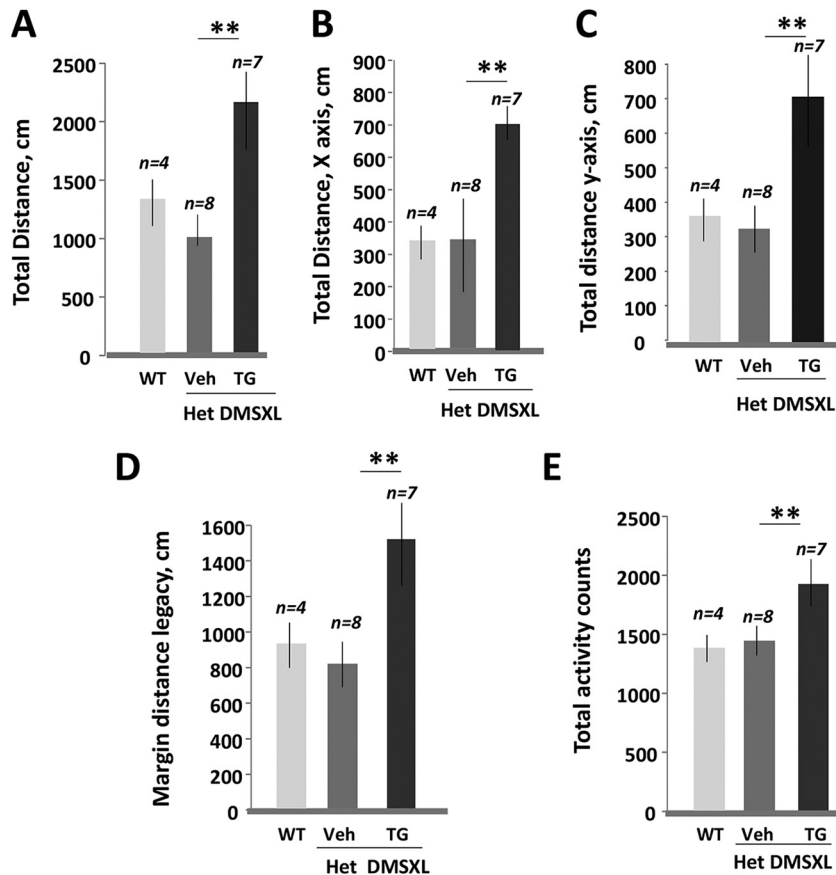 A
Total Distance, cm
2500
2000
1500
1000
500
0
n=4
n=8
**
n=7
WT
Veh
TG
Het DMSXL
B
Total Distance, X axis, cm
900
800
700
600
500
400
300
200
100
0
n=4
n=8
**
n=7
WT
Veh
TG
Het DMSXL
C
Total distance y-axis, cm
800
700
600
400
300
200
300
200
100
0
n=4
n=8
**
n=7
WT
Veh
TG
Het DMSXL
D
Margin distance legacy, cm
1600
1400
1200
1000
800
600
400
200
0
n=4
n=8
**
n=7
WT
Veh
TG
Het DMSXL
E
Total activity counts
2500
2000
1500
1000
500
0
n=4
n=8
**
n=7
WT
Veh
TG
Het DMSXL